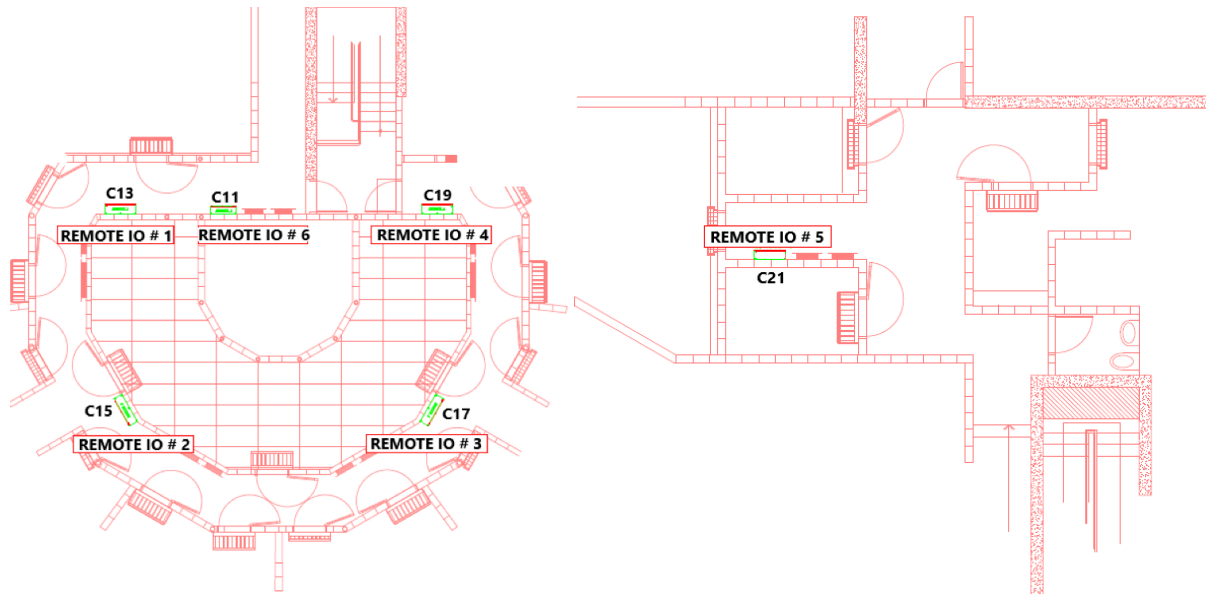 C13
C11
C19
REMOTE IO # 1
REMOTE IO # 6
REMOTE IO # 4
REMOTE IO # 5
C21
C15
C17
REMOTE IO # 2
REMOTE IO # 3